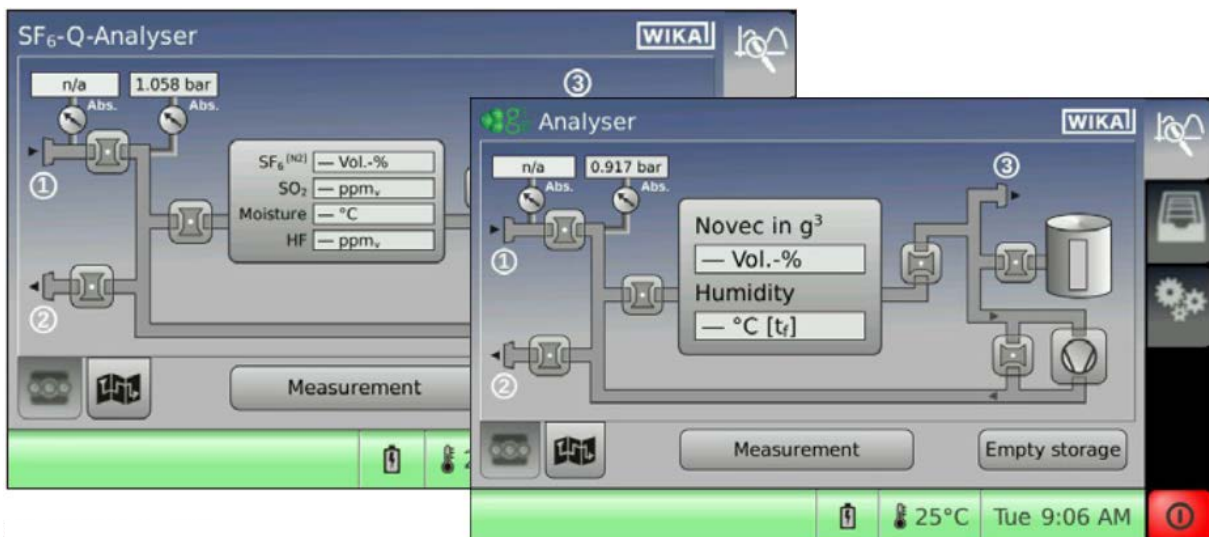 SF₆-Q-Analyser
WIKA
n/a
1.058 bar
Abs.
Abs.
③
①
SF₆ [N2] — Vol.-%
SO₂ — ppmᵥ
Moisture — °C
HF — ppmᵥ
②
Measurement
g³ Analyser
WIKA
n/a
0.917 bar
Abs.
Abs.
③
①
Novec in g³
— Vol.-%
Humidity
— °C [t_f]
②
Measurement
Empty storage
25°C
Tue 9:06 AM